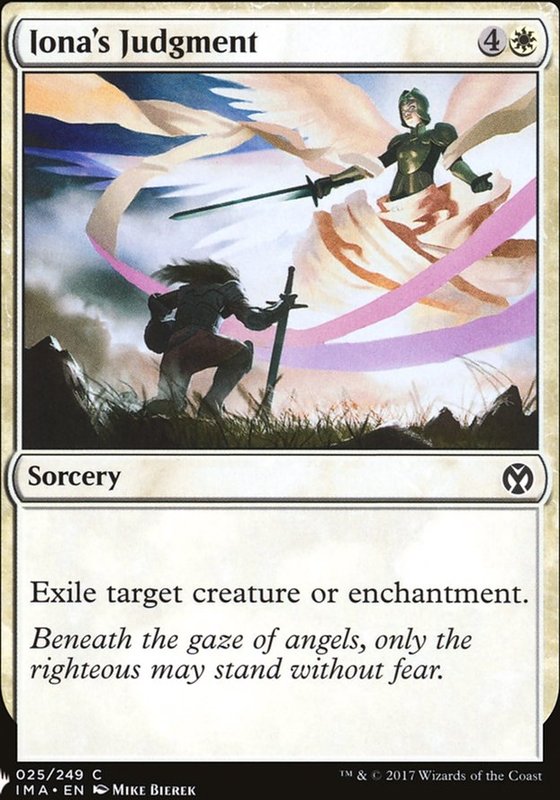 Iona's Judgment 4
Sorcery
Exile target creature or enchantment.
Beneath the gaze of angels, only the
righteous may stand without fear.
025/249 C
IMA • EN Mike Bierek
™ & © 2017 Wizards of the Coast